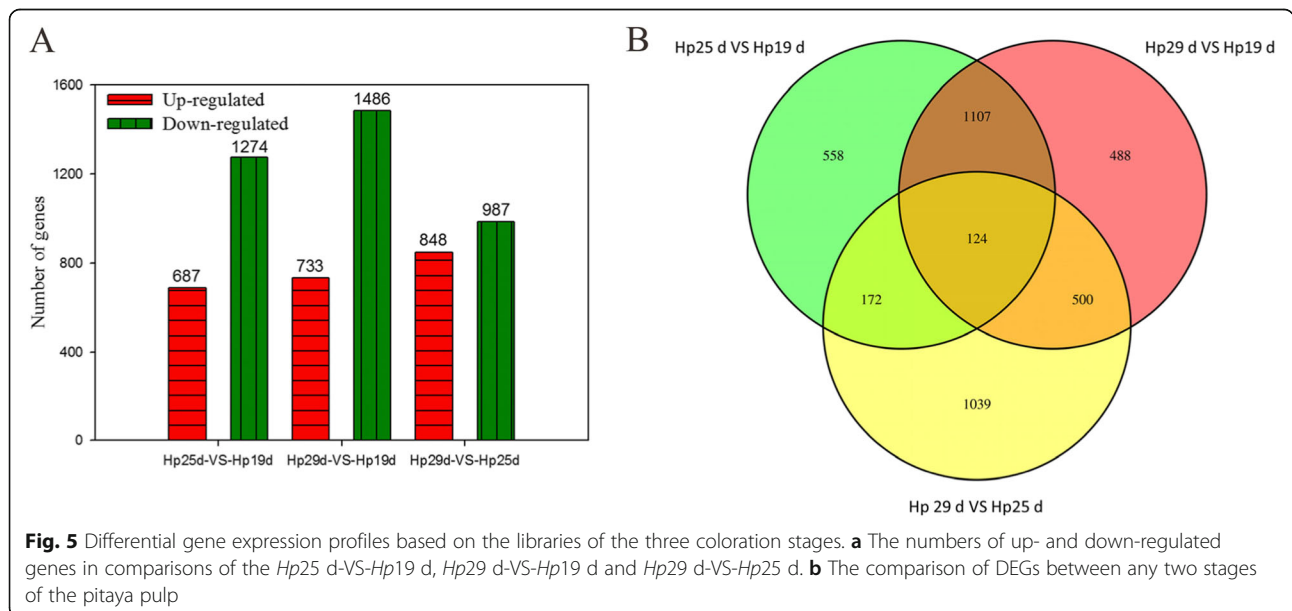 A
Number of genes
1600
1200
800
400
0
Up-regulated
Down-regulated
687
1274
733
1486
848
987
Hp25d-VS-Hp19d
Hp29d-VS-Hp19d
Hp29d-VS-Hp25d
B
Hp25 d VS Hp19 d
Hp29 d VS Hp19 d
558
1107
488
124
172
500
1039
Hp 29 d VS Hp25 d
Fig. 5 Differential gene expression profiles based on the libraries of the three coloration stages. a The numbers of up- and down-regulated
genes in comparisons of the Hp25 d-VS-Hp19 d, Hp29 d-VS-Hp19 d and Hp29 d-VS-Hp25 d. b The comparison of DEGs between any two stages
of the pitaya pulp